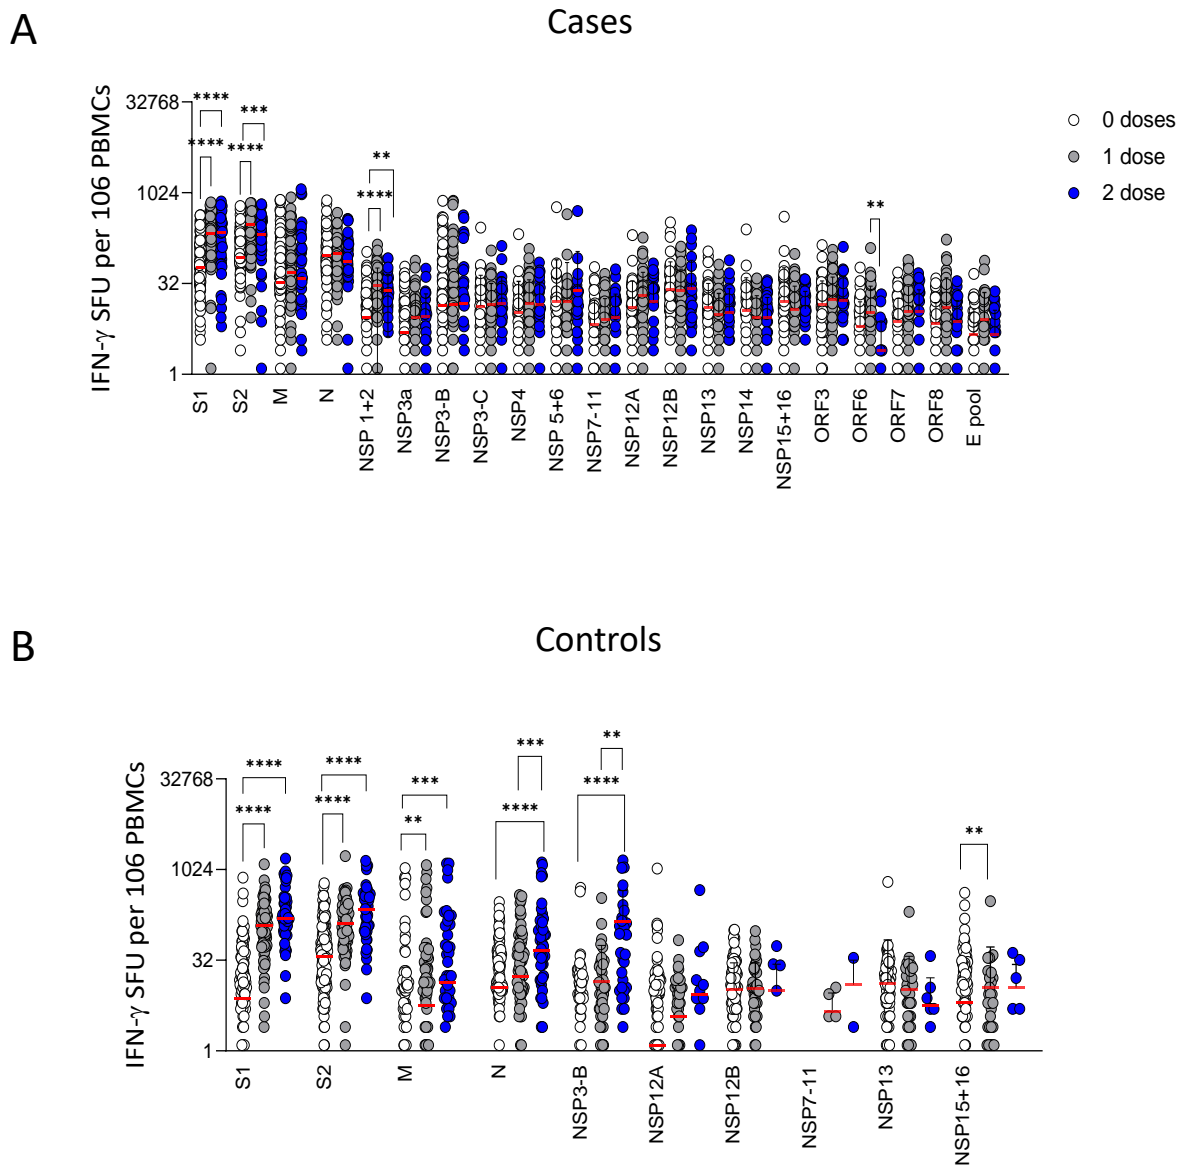 A
Cases
IFN-γ SFU per 106 PBMCs
32768
1024
32
1
**** *** **** **** ** **** **
0 doses
1 dose
2 dose
S1 S2 M N NSP 1+2 NSP3a NSP3-B NSP3-C NSP4 NSP 5+6 NSP7-11 NSP12A NSP12B NSP13 NSP14 NSP15+16 ORF3 ORF6 ORF7 ORF8 E pool
B
Controls
IFN-γ SFU per 106 PBMCs
32768
1024
32
1
**** **** **** **** *** ** *** **** ** **** **
S1 S2 M N NSP3-B NSP12A NSP12B NSP7-11 NSP13 NSP15+16